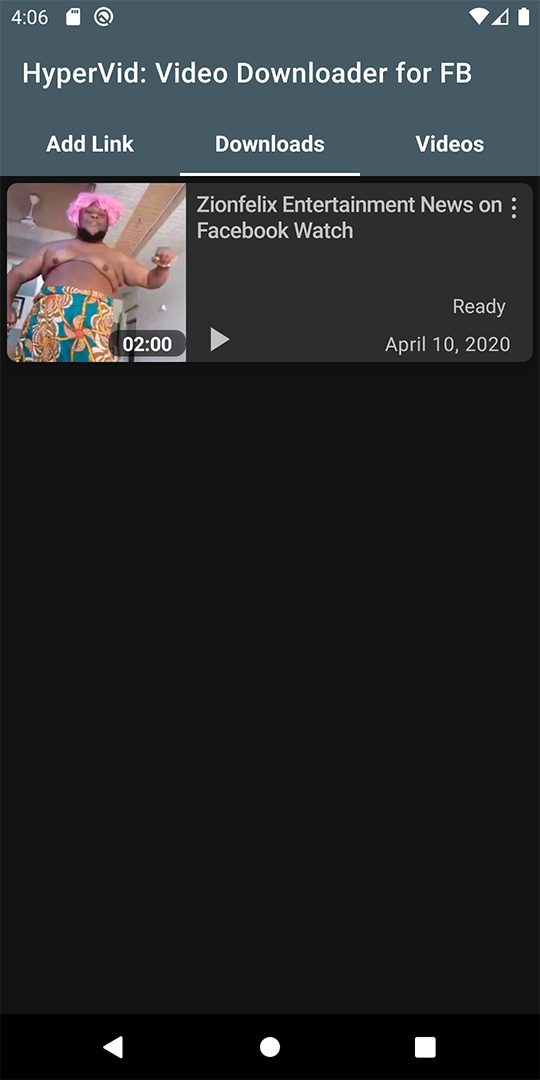 4:06
HyperVid: Video Downloader for FB
Add Link Downloads Videos
Zionfelix Entertainment News on
Facebook Watch
Ready
02:00 April 10, 2020